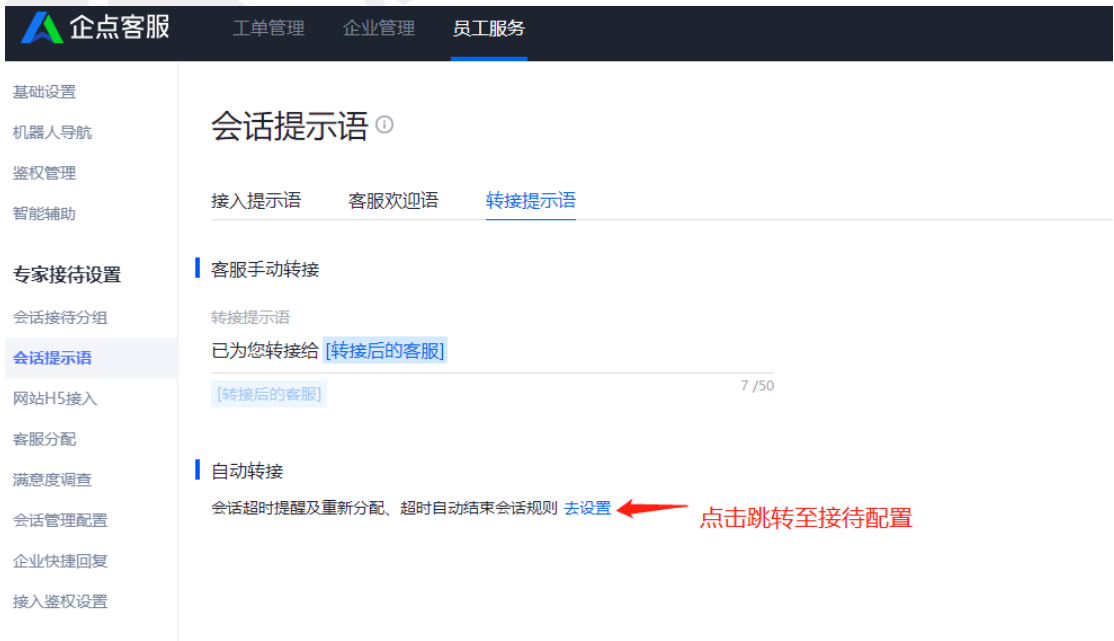 企点客服 工单管理 企业管理 员工服务
基础设置
机器人导航
鉴权管理
智能辅助
专家接待设置
会话接待分组
会话提示语
网站H5接入
客服分配
满意度调查
会话管理配置
企业快捷回复
接入鉴权设置
会话提示语
接入提示语 客服欢迎语 转接提示语
客服手动转接
转接提示语
已为您转接给 [转接后的客服]
[转接后的客服] 7 /50
自动转接
会话超时提醒及重新分配、超时自动结束会话规则 去设置
点击跳转至接待配置